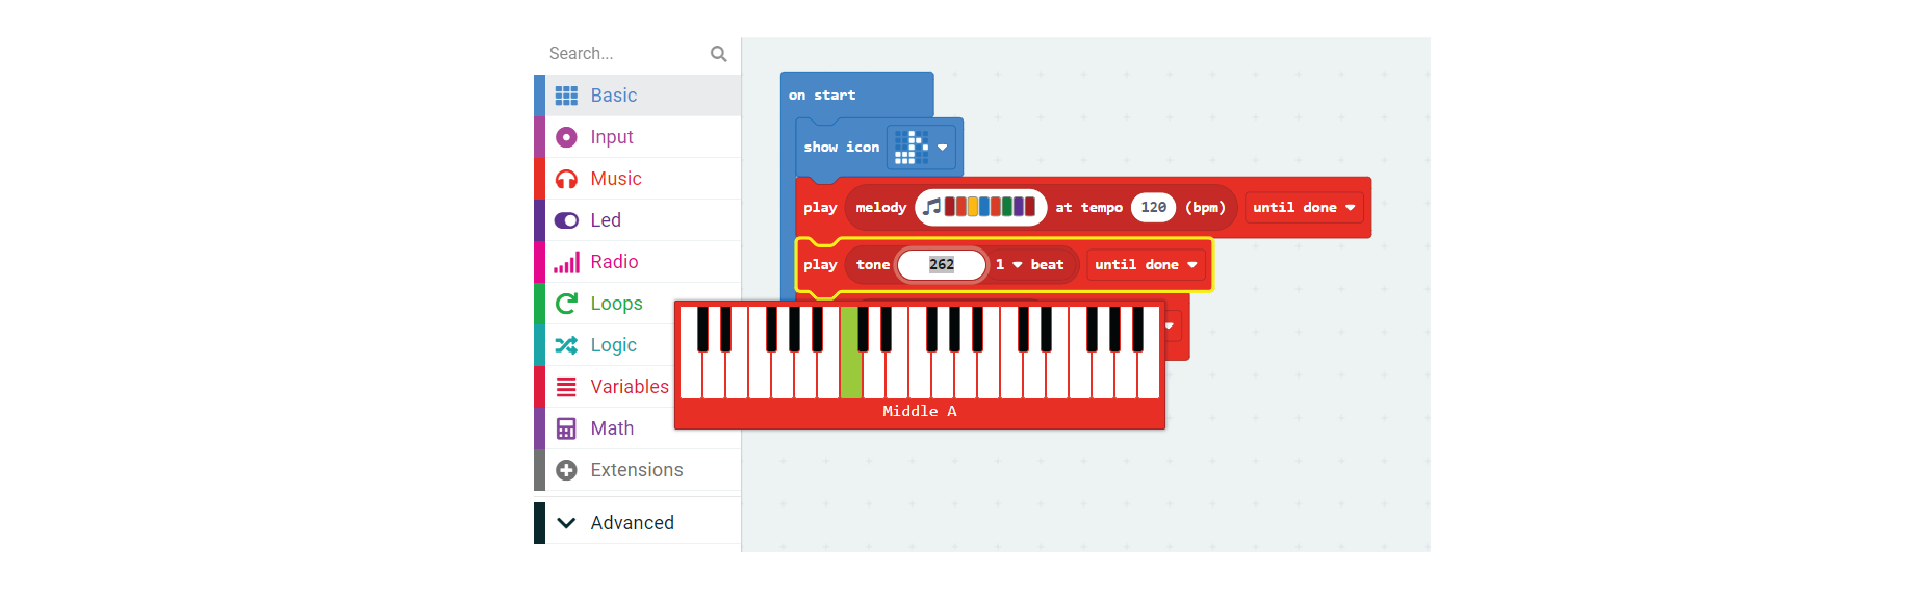 Search...
Basic
Input
Music
Led
Radio
Loops
Logic
Variables
Math
Extensions
Advanced
on start
show icon
play melody at tempo 120 (bpm) until done
play tone 262 1 beat until done
Middle A